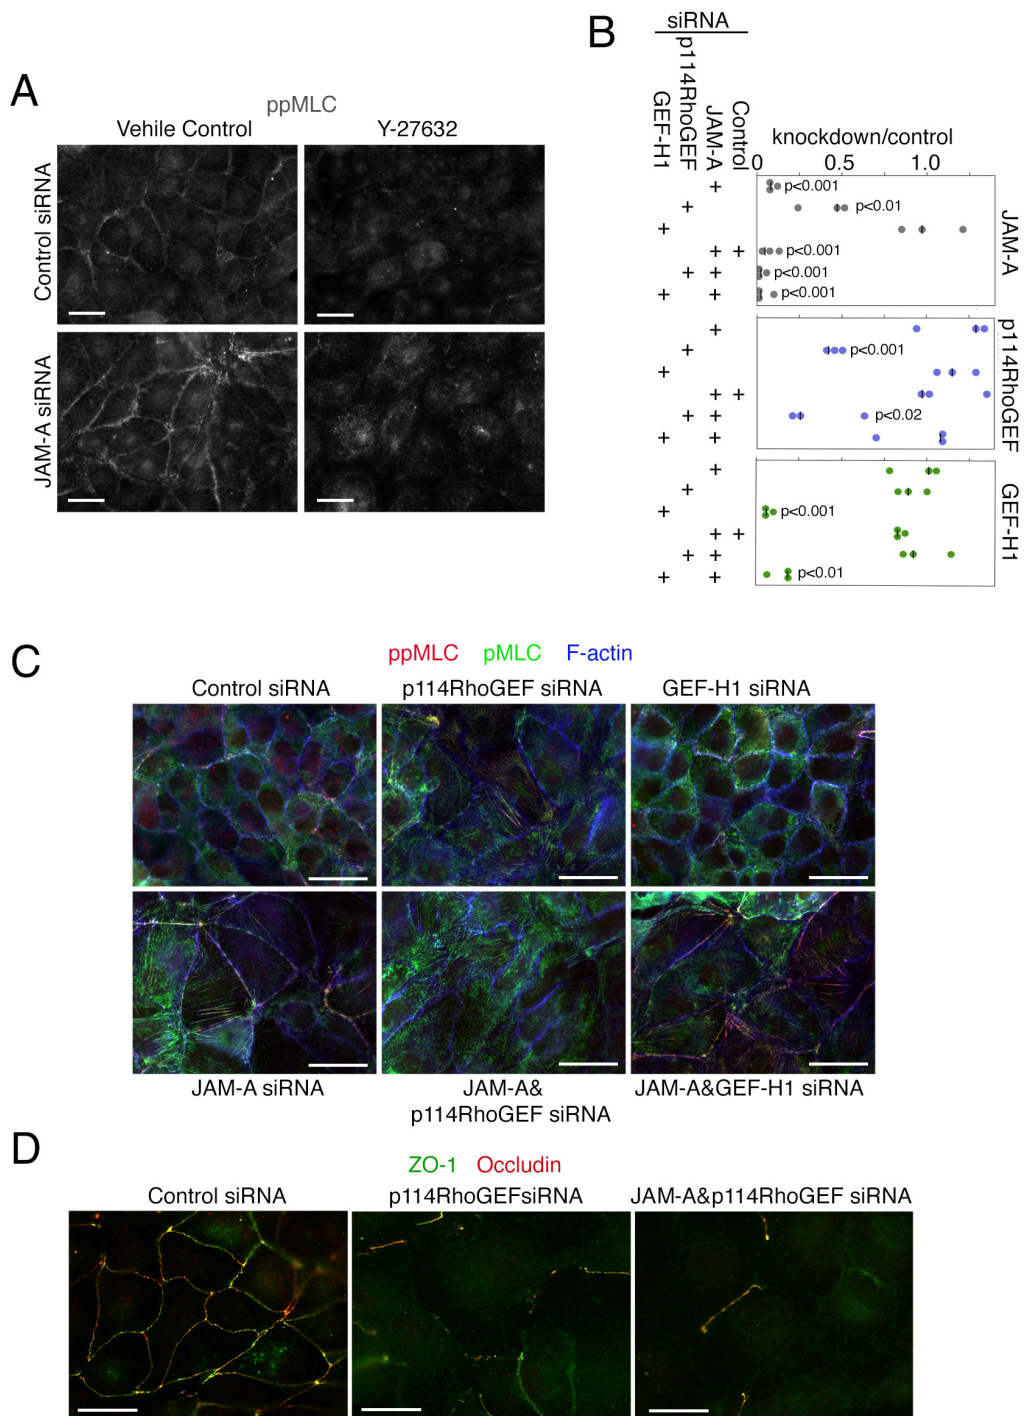 A
ppMLC
Vehile Control
Y-27632
Control siRNA
JAM-A siRNA
B
siRNA
GEF-H1
p114RhoGEF
JAM-A
Control
knockdown/control
0
0.5
1.0
+
p<0.001
+
p<0.01
+
+ +
p<0.001
+ +
p<0.001
+ +
p<0.001
JAM-A
+
+
p<0.001
+
+ +
+ +
p<0.02
+ +
p114RhoGEF
+
+
+
p<0.001
+ +
+ +
+ +
p<0.01
GEF-H1
C
ppMLC pMLC F-actin
Control siRNA
p114RhoGEF siRNA
GEF-H1 siRNA
JAM-A siRNA
JAM-A&
p114RhoGEF siRNA
JAM-A&GEF-H1 siRNA
D
ZO-1 Occludin
Control siRNA
p114RhoGEFsiRNA
JAM-A&p114RhoGEF siRNA